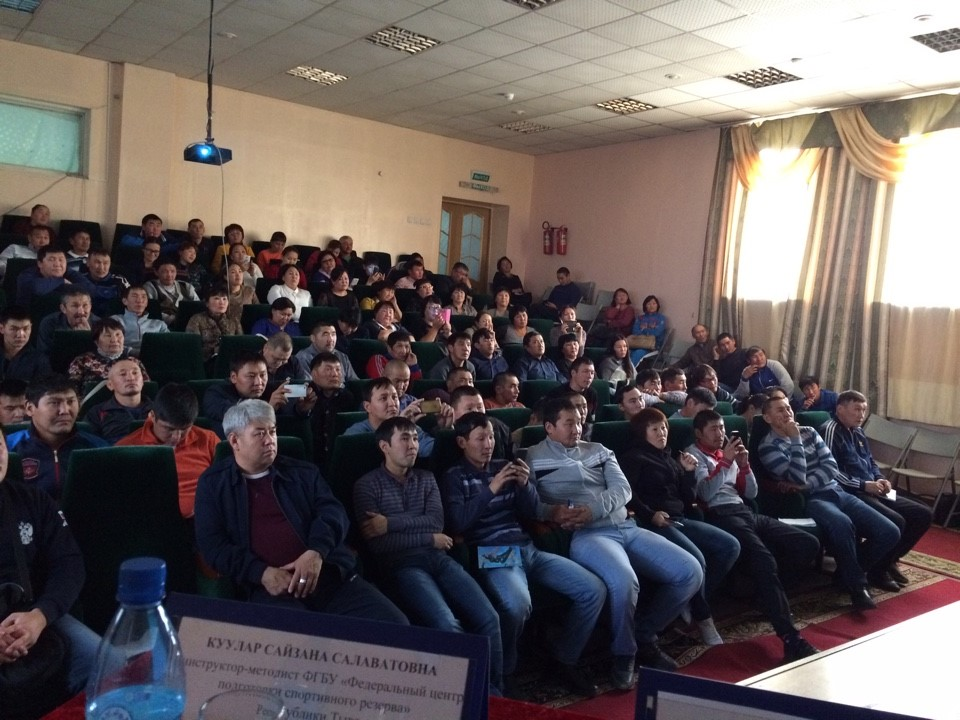 КУУЛАР САЙЗАНА САЛАВАТОВНА
инструктор-методист ФГБУ «Федеральный центр
подготовки спортивного резерва»
Республики Тыва